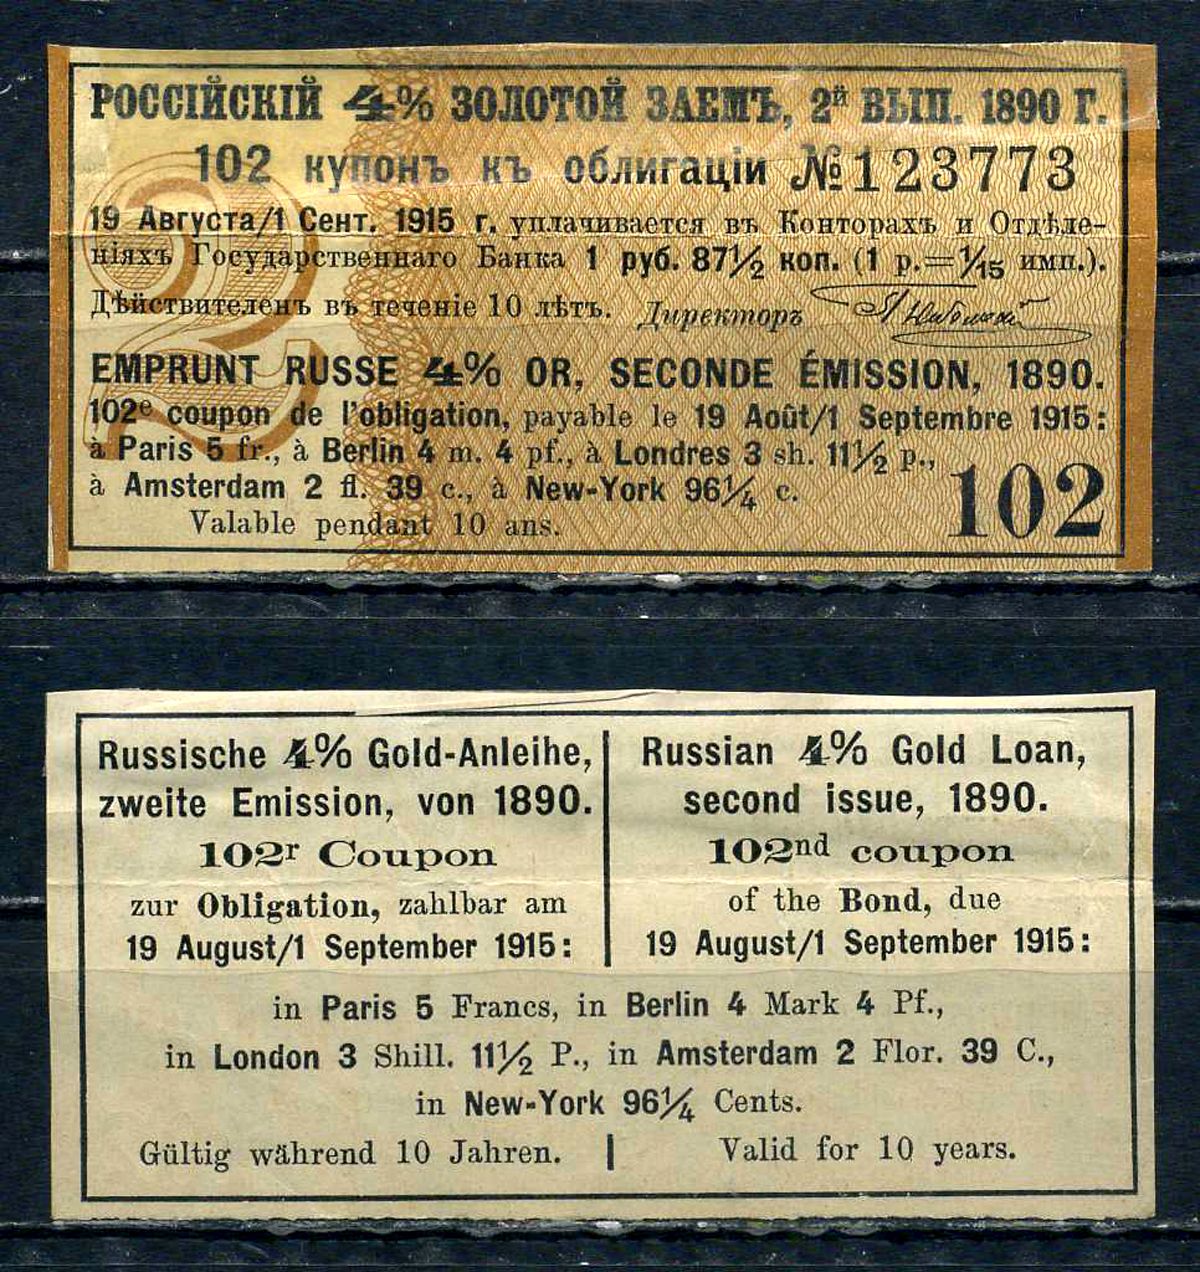 РОССІЙСКІЙ 4% ЗОЛОТОЙ ЗАЕМЪ, 2й ВЫП. 1890 Г.
102 купонъ къ облигаціи №123773
19 Августа/1 Сент. 1915 г. уплачивается въ Конторахъ и Отдѣле-
ніяхъ Государственнаго Банка 1 руб. 87½ коп. (1 р.=1/15 имп.).
Дѣйствителенъ въ теченіе 10 лѣтъ. Директоръ
EMPRUNT RUSSE 4% OR, SECONDE ÉMISSION, 1890.
102e coupon de l'obligation, payable le 19 Août/1 Septembre 1915:
à Paris 5 fr., à Berlin 4 m. 4 pf., à Londres 3 sh. 11½ p.,
à Amsterdam 2 fl. 39 c., à New-York 96¼ c.
Valable pendant 10 ans.
102
2
Russische 4% Gold-Anleihe,
zweite Emission, von 1890.
102r Coupon
zur Obligation, zahlbar am
19 August/1 September 1915:
Russian 4% Gold Loan,
second issue, 1890.
102nd coupon
of the Bond, due
19 August/1 September 1915:
in Paris 5 Francs, in Berlin 4 Mark 4 Pf.,
in London 3 Shill. 11½ P., in Amsterdam 2 Flor. 39 C.,
in New-York 96¼ Cents.
Gültig während 10 Jahren.
Valid for 10 years.